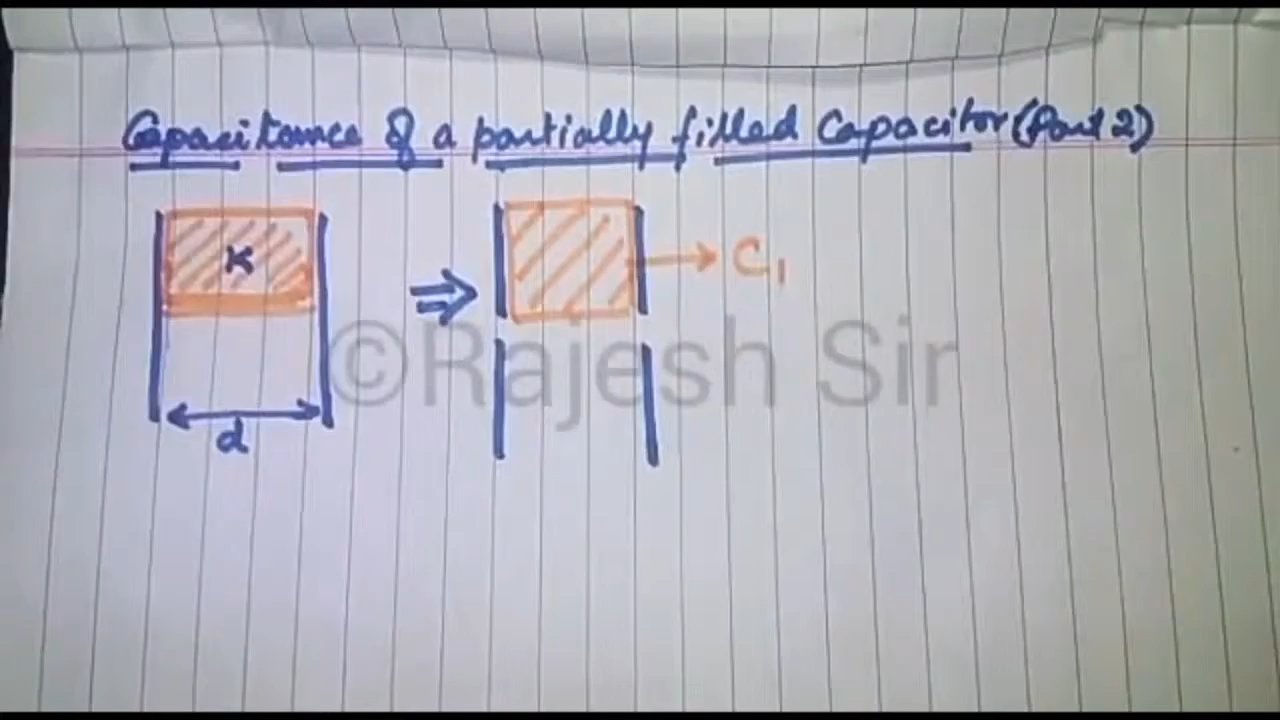 Capacitance of a partially filled Capacitor (Part 2)
K
C1
©Rajesh Sir
d